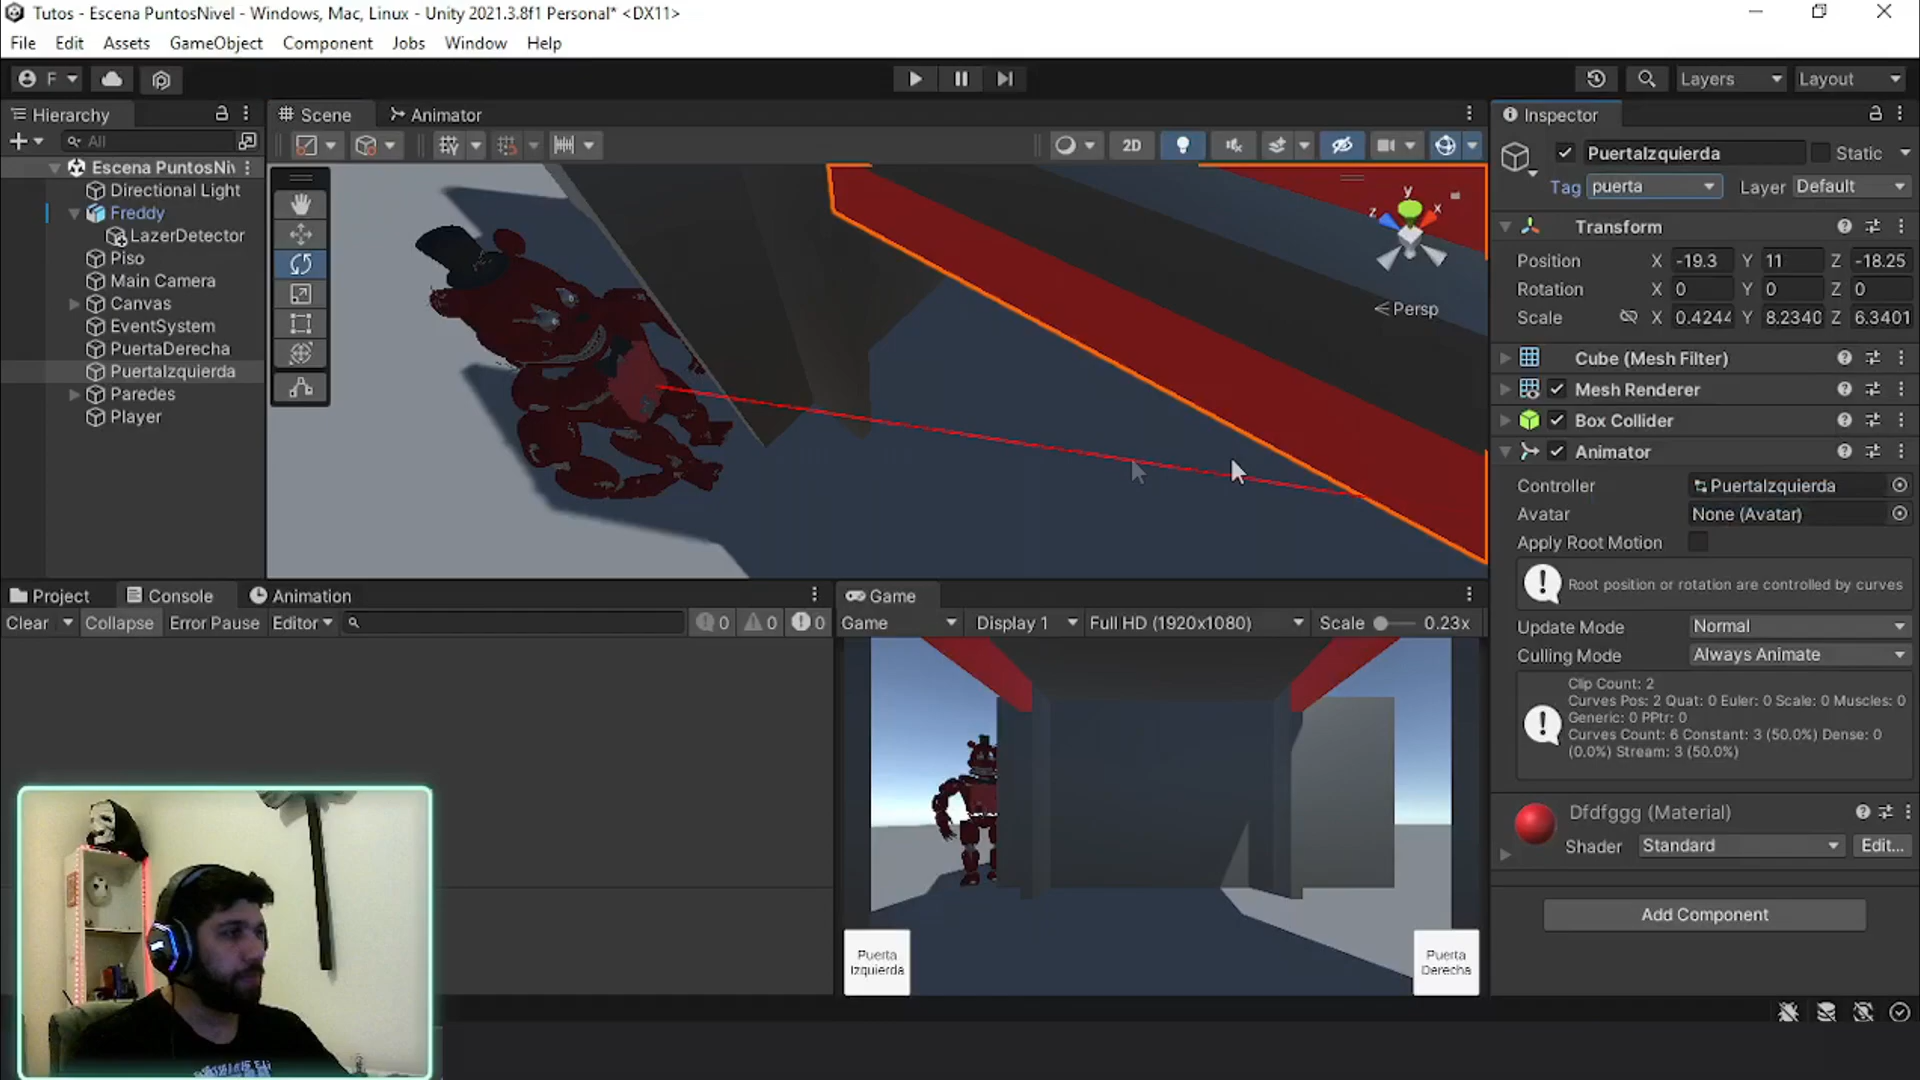 Tutos - Escena PuntosNivel - Windows, Mac, Linux - Unity 2021.3.8f1 Personal* <DX11>
File Edit Assets GameObject Component Jobs Window Help
F Layers Layout
Hierarchy
All
Escena PuntosNiv
Directional Light
Freddy
LazerDetector
Piso
Main Camera
Canvas
EventSystem
PuertaDerecha
PuertaIzquierda
Paredes
Player
Scene Animator
2D
y
z x
Persp
Inspector
PuertaIzquierda Static
Tag puerta Layer Default
Transform
Position X -19.3 Y 11 Z -18.25
Rotation X 0 Y 0 Z 0
Scale X 0.4244 Y 8.2340 Z 6.3401
Cube (Mesh Filter)
Mesh Renderer
Box Collider
Animator
Controller PuertaIzquierda
Avatar None (Avatar)
Apply Root Motion
Root position or rotation are controlled by curves
Update Mode Normal
Culling Mode Always Animate
Clip Count: 2
Curves Pos: 2 Quat: 0 Euler: 0 Scale: 0 Muscles: 0
Generic: 0 PPtr: 0
Curves Count: 6 Constant: 3 (50.0%) Dense: 0
(0.0%) Stream: 3 (50.0%)
Dfdfggg (Material)
Shader Standard Edit...
Add Component
Project Console Animation
Clear Collapse Error Pause Editor 0 0 0
Game
Game Display 1 Full HD (1920x1080) Scale 0.23x
Puerta
Izquierda
Puerta
Derecha